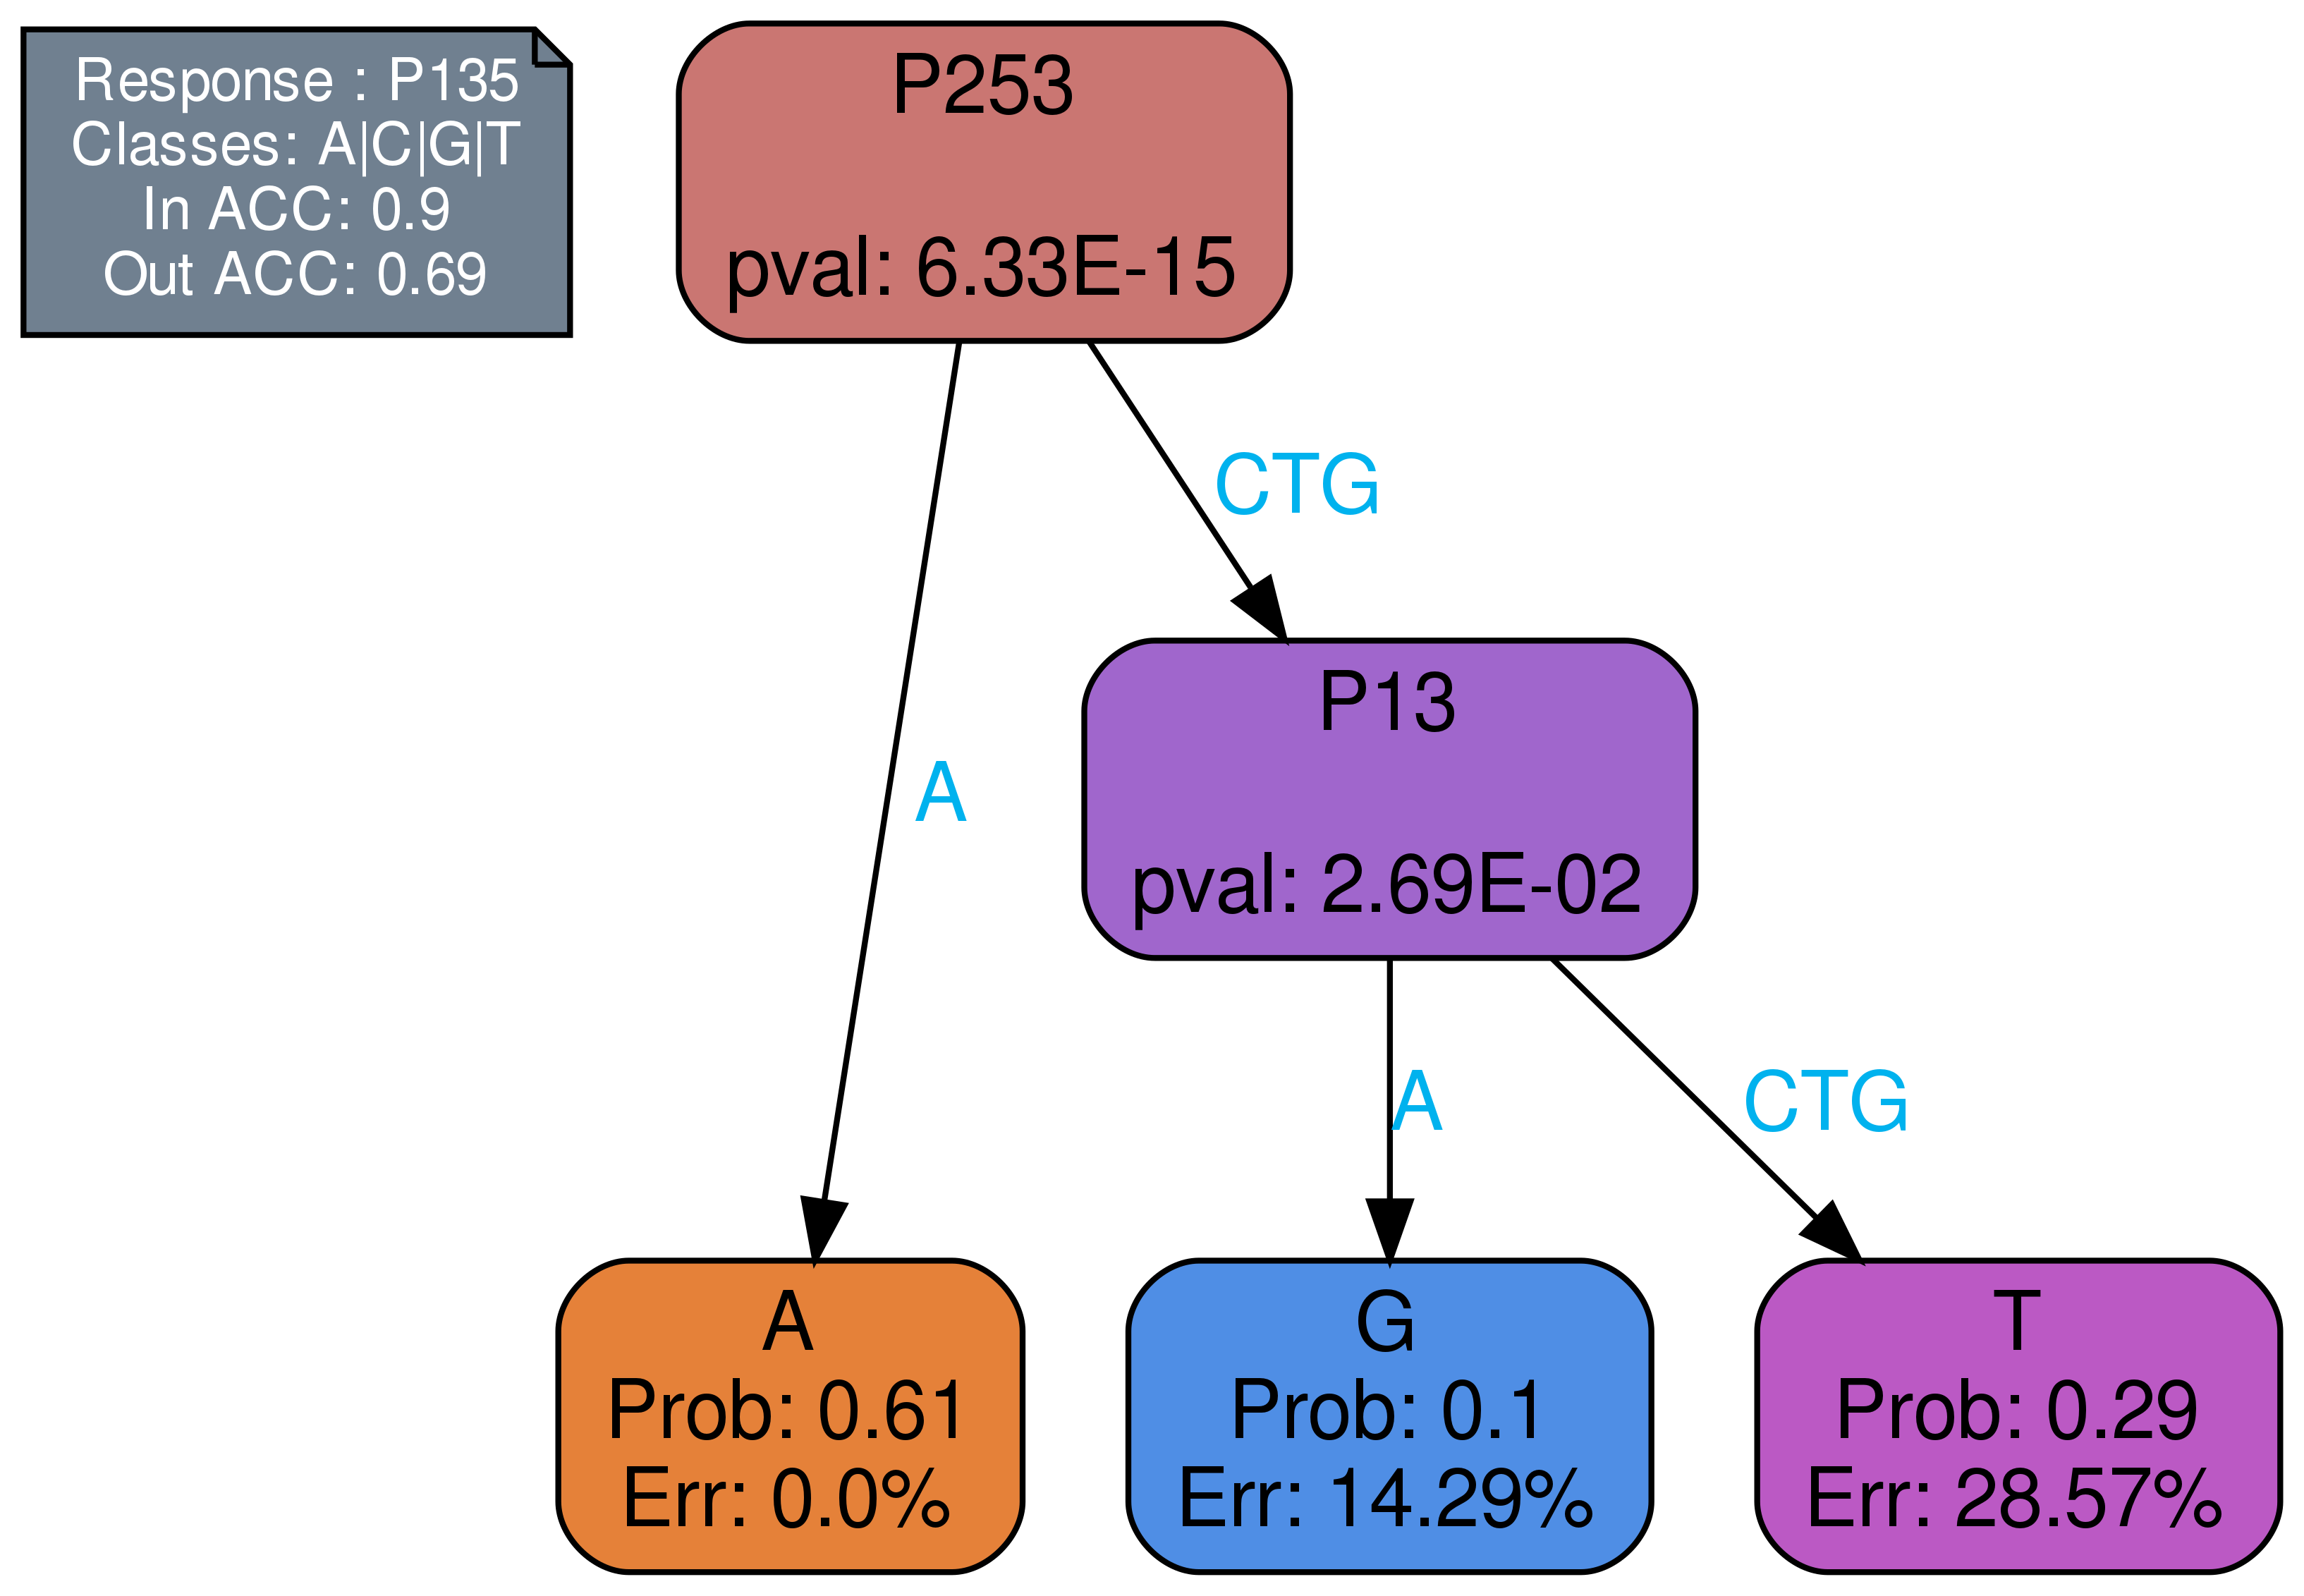 Response : P135
Classes: A|C|G|T
In ACC: 0.9
Out ACC: 0.69
P253
pval: 6.33E-15
CTG
A
P13
pval: 2.69E-02
A
CTG
A
Prob: 0.61
Err: 0.0%
G
Prob: 0.1
Err: 14.29%
T
Prob: 0.29
Err: 28.57%